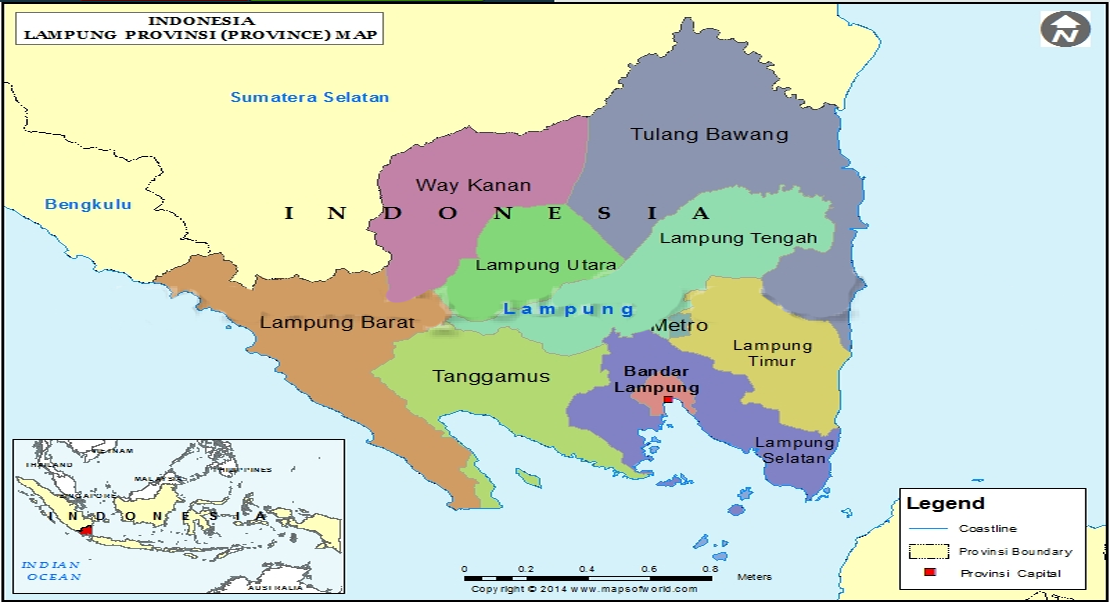 INDONESIA
LAMPUNG PROVINSI (PROVINCE) MAP
N
Sumatera Selatan
Tulang Bawang
Way Kanan
Bengkulu
I N D O N E S I A
Lampung Tengah
Lampung Utara
Lampung
Lampung Barat
Metro
Lampung
Timur
Tanggamus
Bandar
Lampung
Lampung
Selatan
VIETNAM
THAILAND
PHILIPPINES
MALAYSIA
SINGAPORE
I N D O N E S I A
INDIAN
OCEAN
AUSTRALIA
Legend
Coastline
Provinsi Boundary
Provinsi Capital
0 0.2 0.4 0.6 0.8
Meters
Copyright © 2014 www.mapsofworld.com